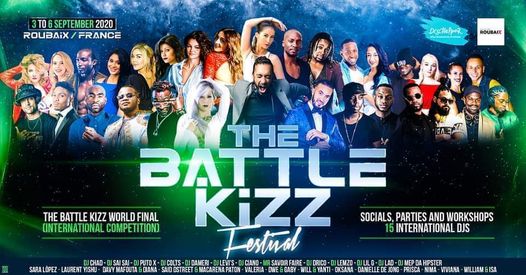 3 TO 6 SEPTEMBER 2020
ROUBAIX / FRANCE
ROUBAIX
THE
BATTLE
KiZZ
Festival
THE BATTLE KIZZ WORLD FINAL
(INTERNATIONAL COMPETITION)
SOCIALS, PARTIES AND WORKSHOPS
15 INTERNATIONAL DJS
DJ CHAD - DJ SAI SAI - DJ PUTO X - DJ COLTS - DJ DAMERI - DJ LEVI'S - DJ CIANO - MR SAVOIR FAIRE - DJ DRICO - DJ LEMZO - DJ LIL G - DJ LAO - DJ MEP DA HIPSTER
SARA LÓPEZ - LAURENT YISHU - DAVY MAFOUTA & DIANA - SAID OSTREET & MACARENA PATON - VALERIA - OWE & GABY - WILL & YANTI - OKSANA - DANIELLE DE JONG - PRISCA - MAX - VIVIANA - WILLIAM & ISA